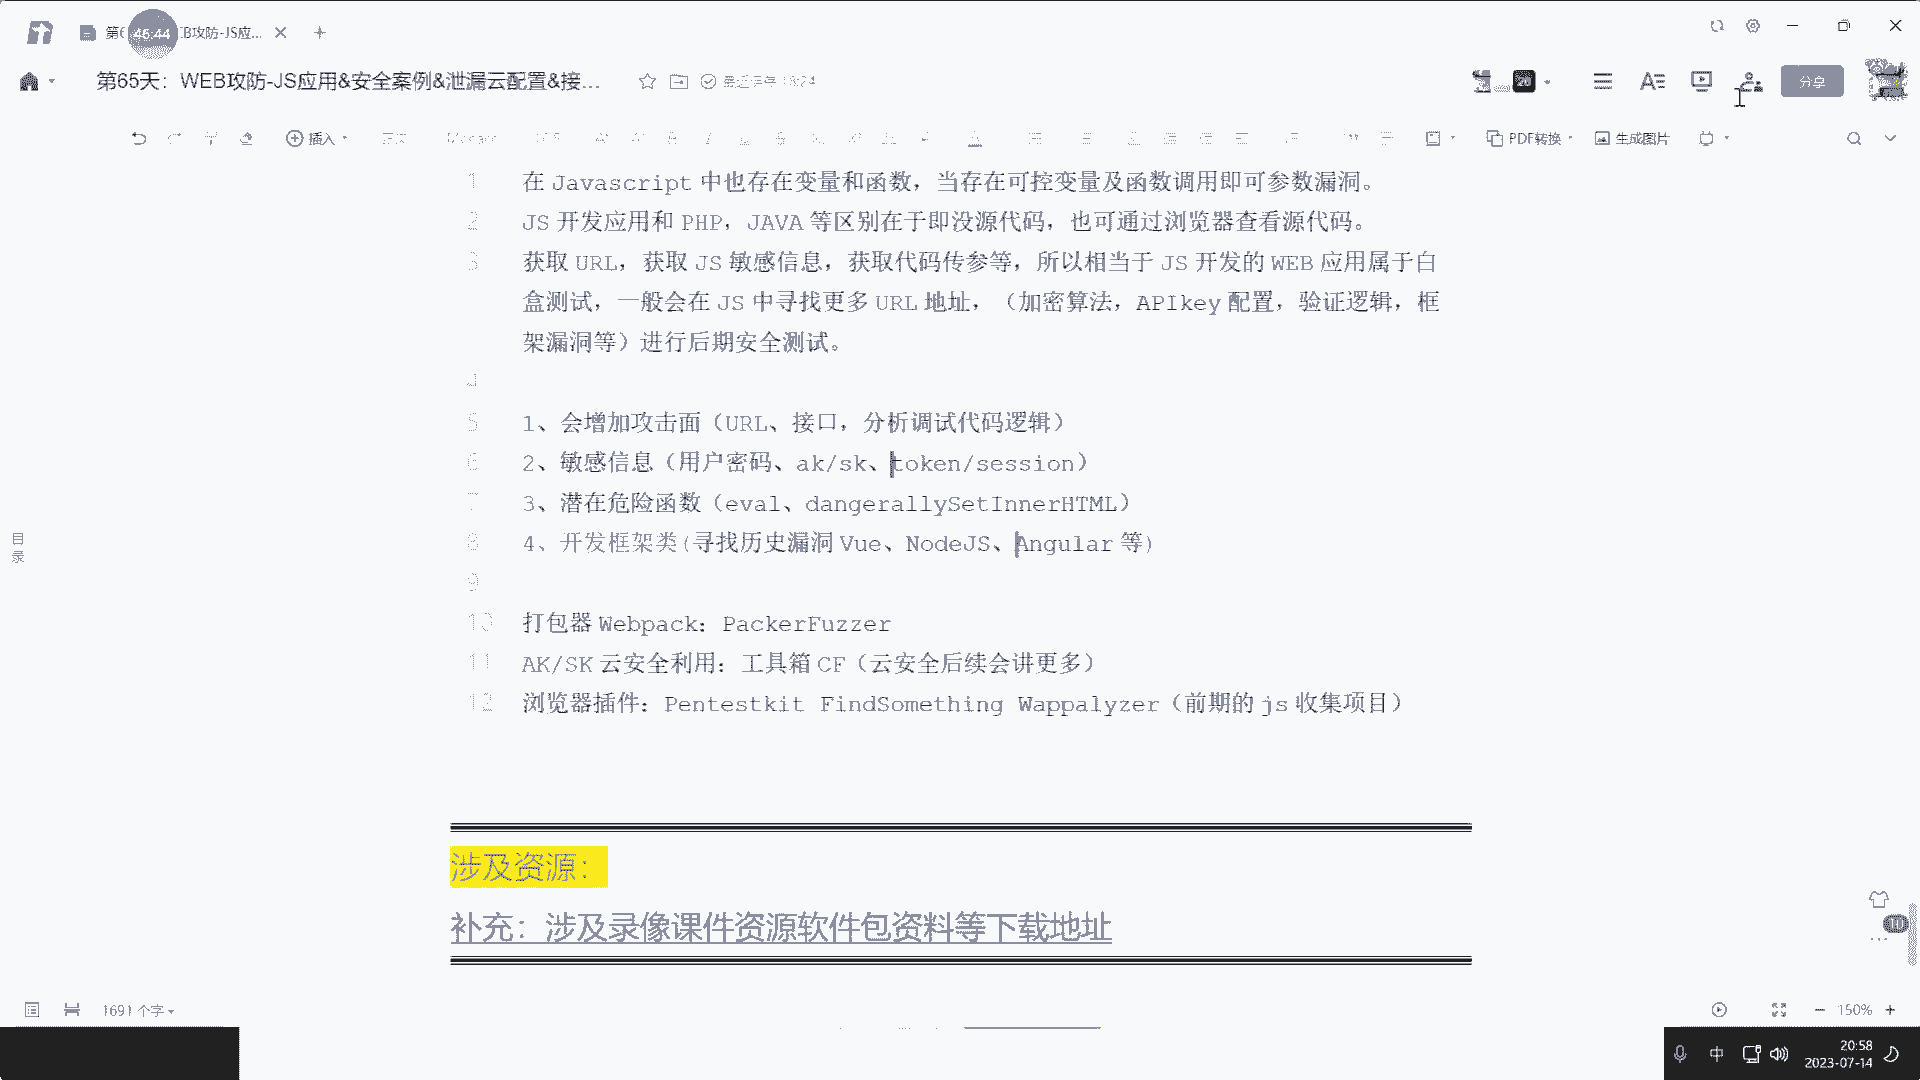 第6
46:44
B攻防-JS应...
第65天：WEB攻防-JS应用&安全案例&泄漏云配置&接...
最近保存 18:24
分享
插入
正文
PDF转换
生成图片
1 在 Javascript 中也存在变量和函数，当存在可控变量及函数调用即可参数漏洞。
2 JS 开发应用和 PHP，JAVA 等区别在于即没源代码，也可通过浏览器查看源代码。
3 获取 URL，获取 JS 敏感信息，获取代码传参等，所以相当于 JS 开发的 WEB 应用属于白
盒测试，一般会在 JS 中寻找更多 URL 地址，（加密算法，APIkey 配置，验证逻辑，框
架漏洞等）进行后期安全测试。
4
5 1、会增加攻击面（URL、接口，分析调试代码逻辑）
6 2、敏感信息（用户密码、ak/sk、token/session）
7 3、潜在危险函数（eval、dangerallySetInnerHTML）
8 4、开发框架类(寻找历史漏洞 Vue、NodeJS、Angular 等)
9
10 打包器 Webpack：PackerFuzzer
11 AK/SK 云安全利用：工具箱 CF（云安全后续会讲更多）
12 浏览器插件：Pentestkit FindSomething Wappalyzer（前期的 js 收集项目）
目
录
涉及资源：
补充：涉及录像课件资源软件包资料等下载地址
1691 个字
150%
中
20:58
2023-07-14